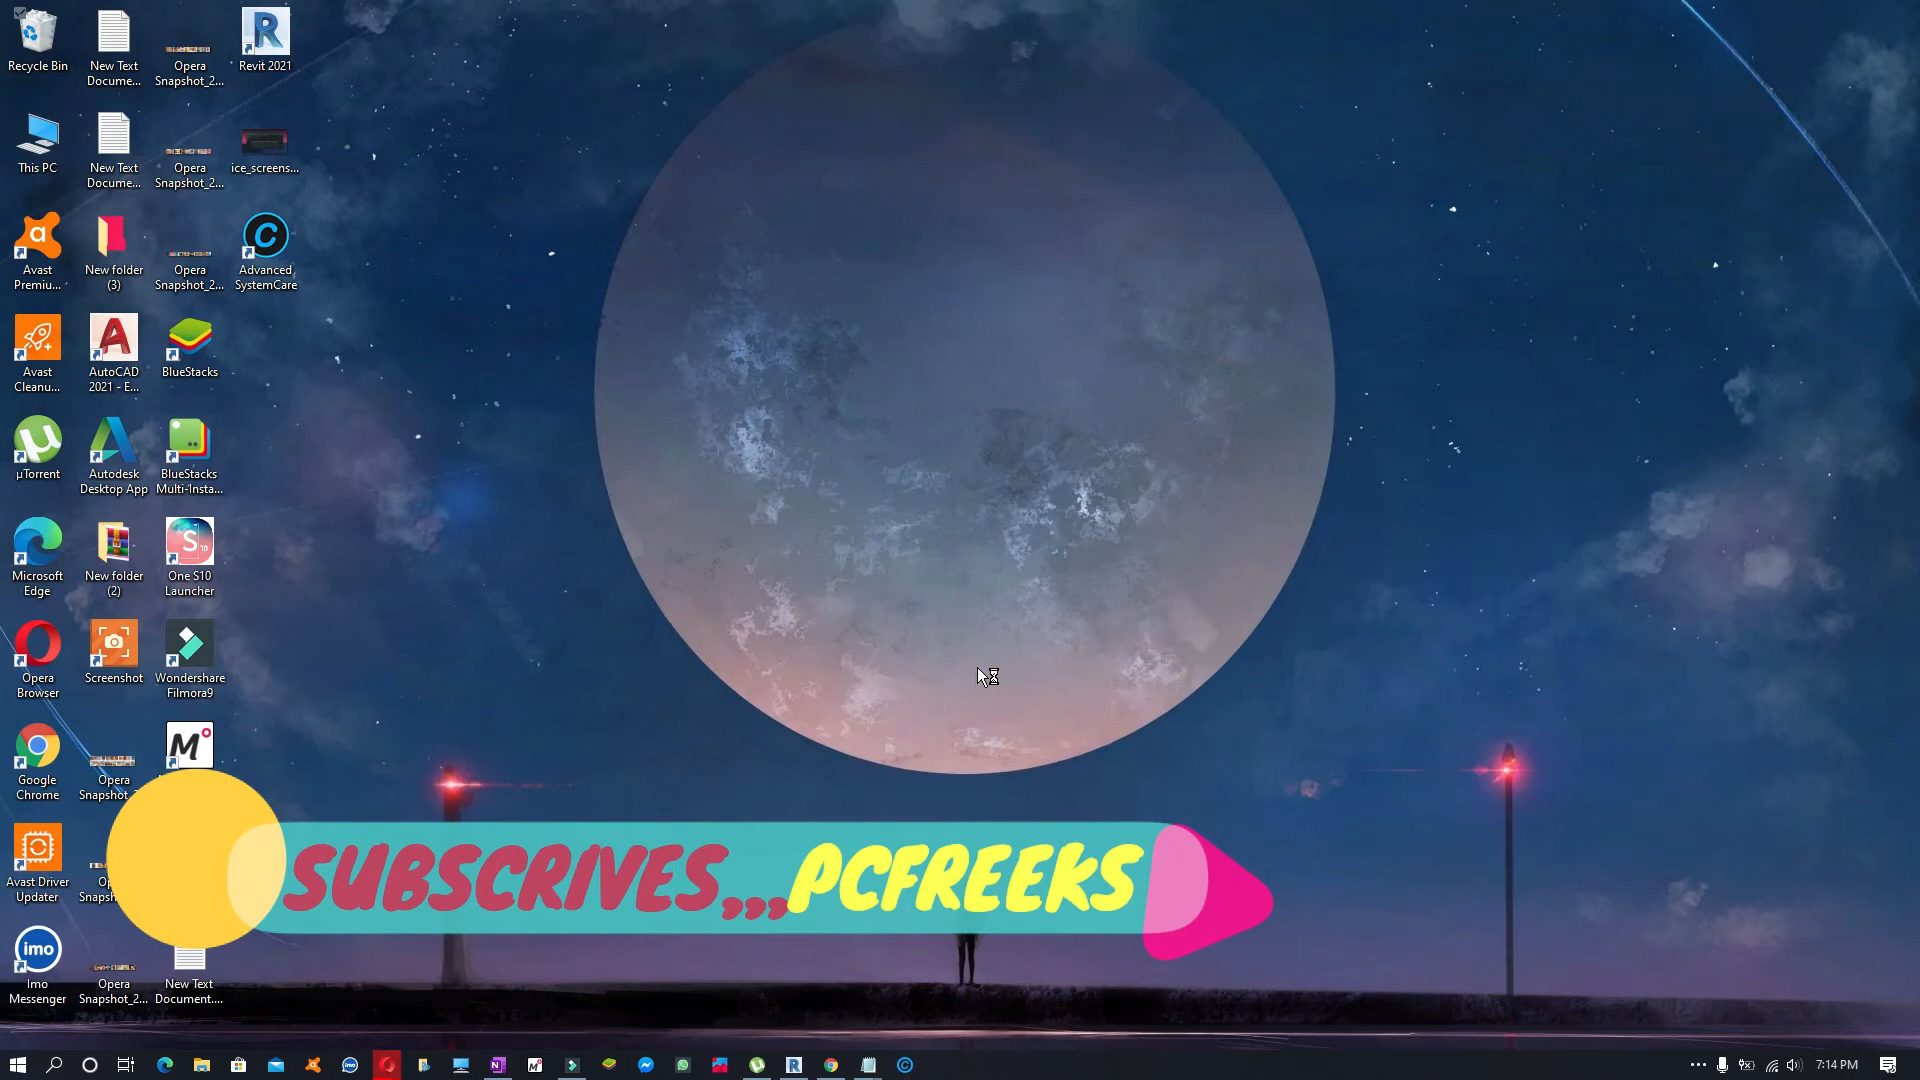 Recycle Bin
New Text
Docume...
Opera
Snapshot_2...
Revit 2021
This PC
New Text
Docume...
Opera
Snapshot_2...
ice_screens...
Avast
Premiu...
New folder
(3)
Opera
Snapshot_2...
Advanced
SystemCare
Avast
Cleanu...
AutoCAD
2021 - E...
BlueStacks
µTorrent
Autodesk
Desktop App
BlueStacks
Multi-Insta...
Microsoft
Edge
New folder
(2)
One S10
Launcher
Opera
Browser
Screenshot
Wondershare
Filmora9
Google
Chrome
Opera
Avast Driver
Updater
SUBSCRIVES,,,PCFREEKS
imo
Imo
Messenger
Opera
Snapshot_2...
New Text
Document....
7:14 PM